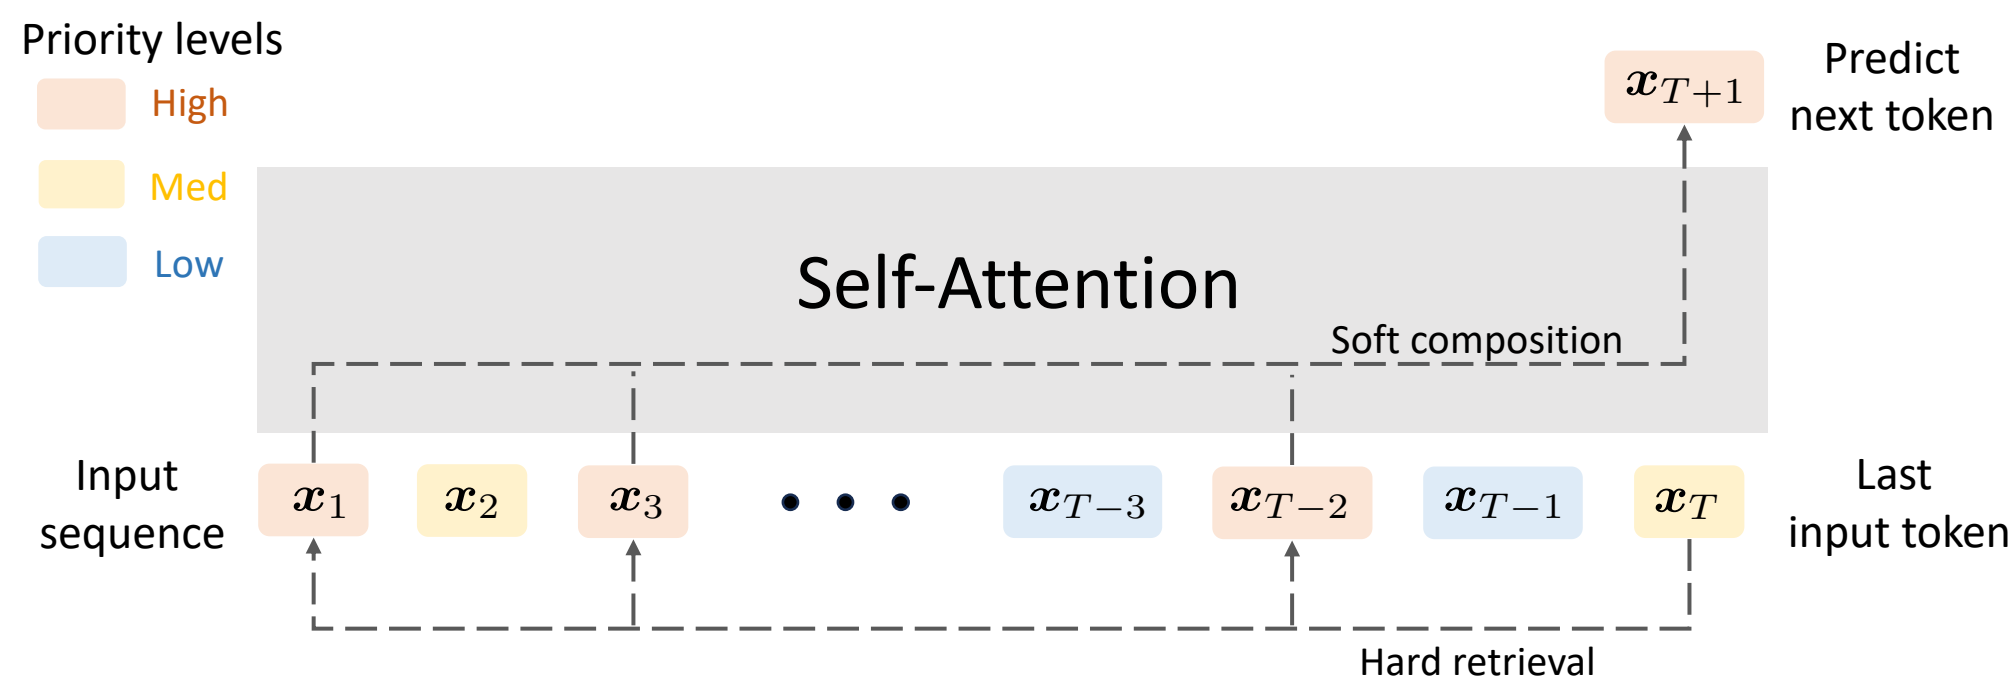 Priority levels
High
Med
Low
x_{T+1}
Predict
next token
Self-Attention
Soft composition
Input
sequence
x_1 x_2 x_3 • • • x_{T-3} x_{T-2} x_{T-1} x_T
Last
input token
Hard retrieval